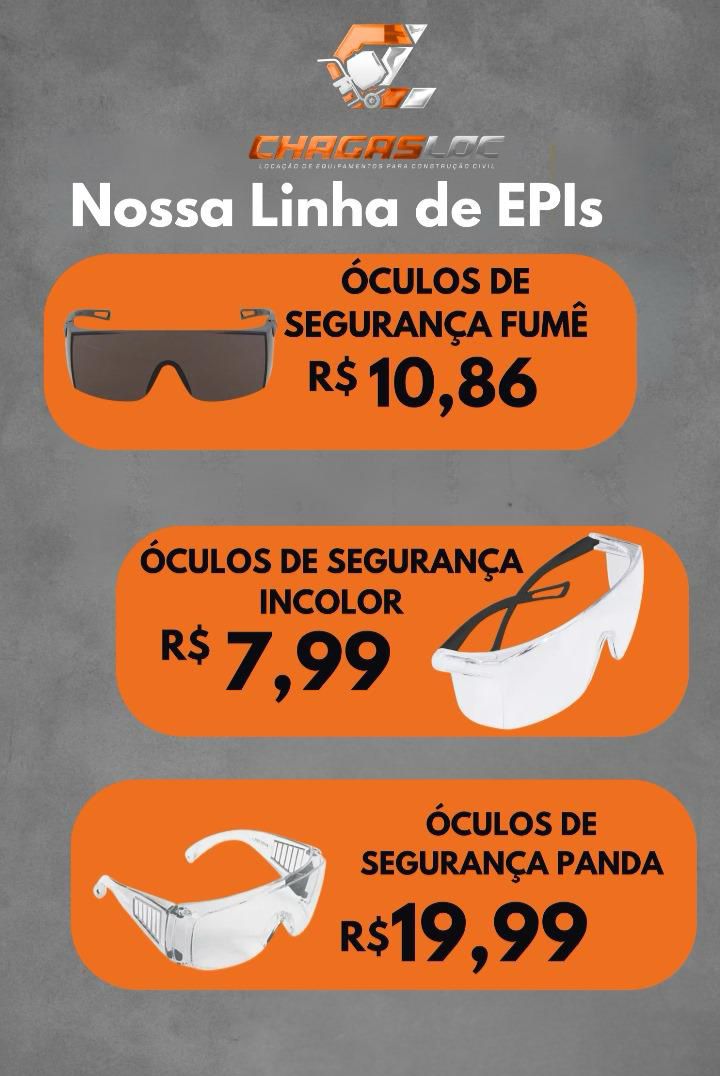 CHAGASLOC
LOCAÇÃO DE EQUIPAMENTOS PARA CONSTRUÇÃO CIVIL
Nossa Linha de EPIs
ÓCULOS DE
SEGURANÇA FUMÊ
R$ 10,86
ÓCULOS DE SEGURANÇA
INCOLOR
R$ 7,99
ÓCULOS DE
SEGURANÇA PANDA
R$19,99